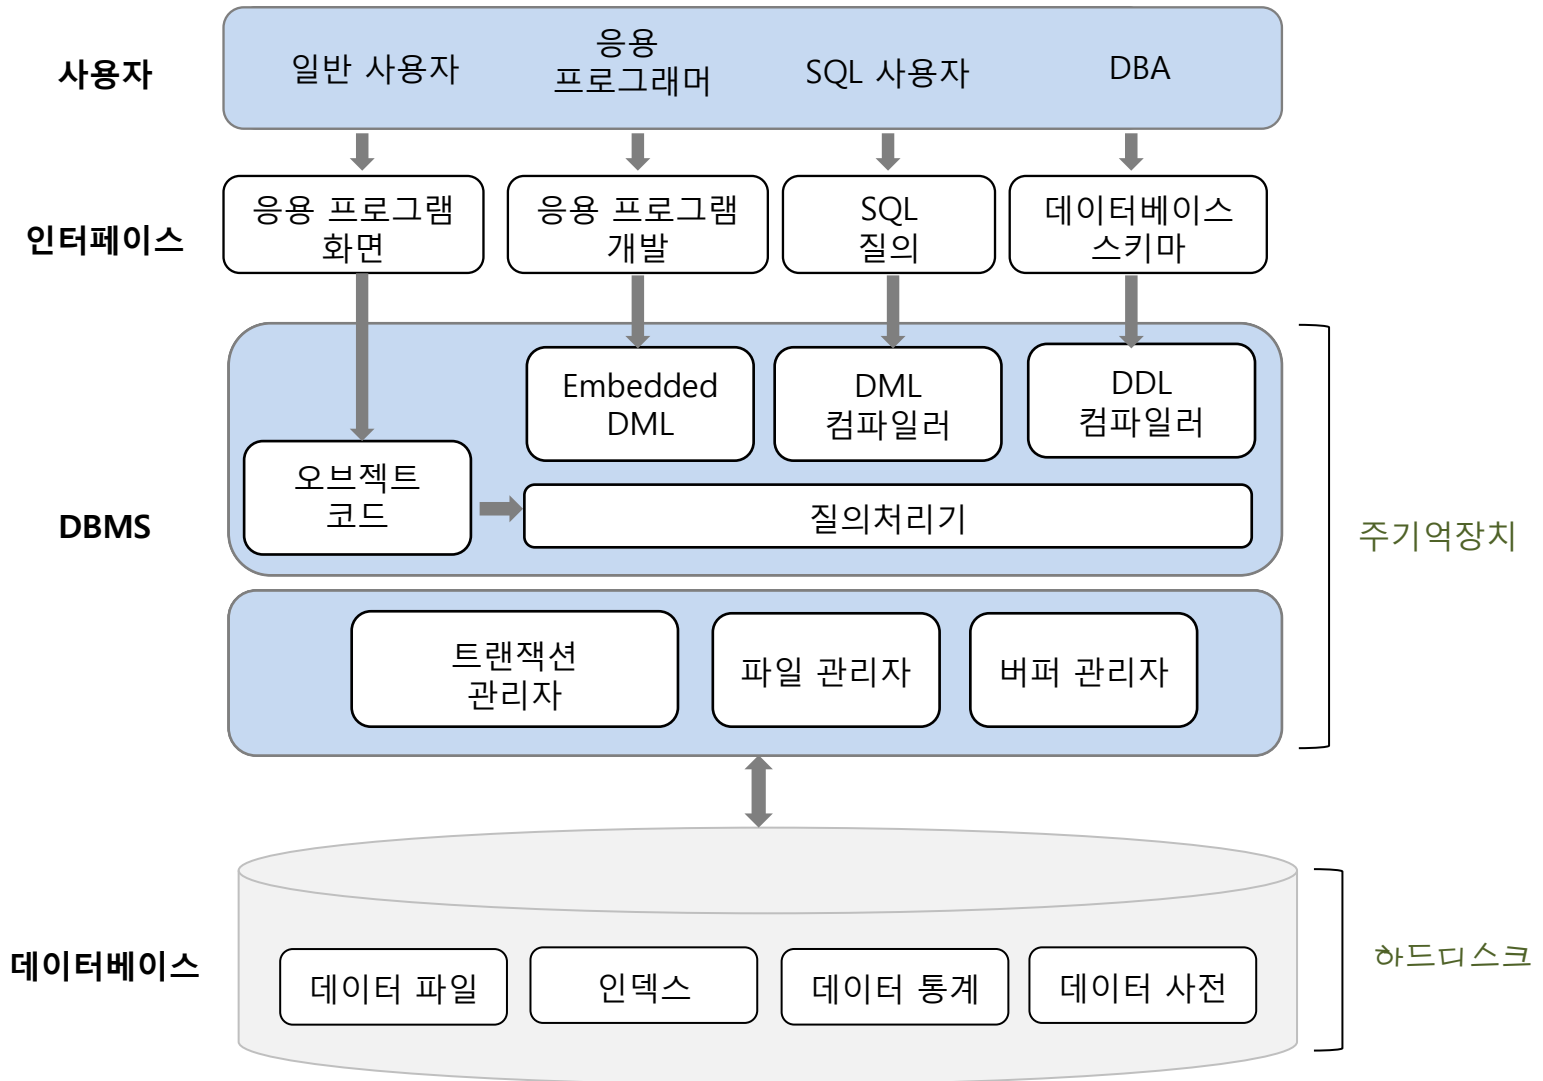 사용자
일반 사용자
응용
프로그래머
SQL 사용자
DBA
인터페이스
응용 프로그램
화면
응용 프로그램
개발
SQL
질의
데이터베이스
스키마
DBMS
Embedded
DML
DML
컴파일러
DDL
컴파일러
오브젝트
코드
질의처리기
주기억장치
트랜잭션
관리자
파일 관리자
버퍼 관리자
데이터베이스
데이터 파일
인덱스
데이터 통계
데이터 사전
하드디스크